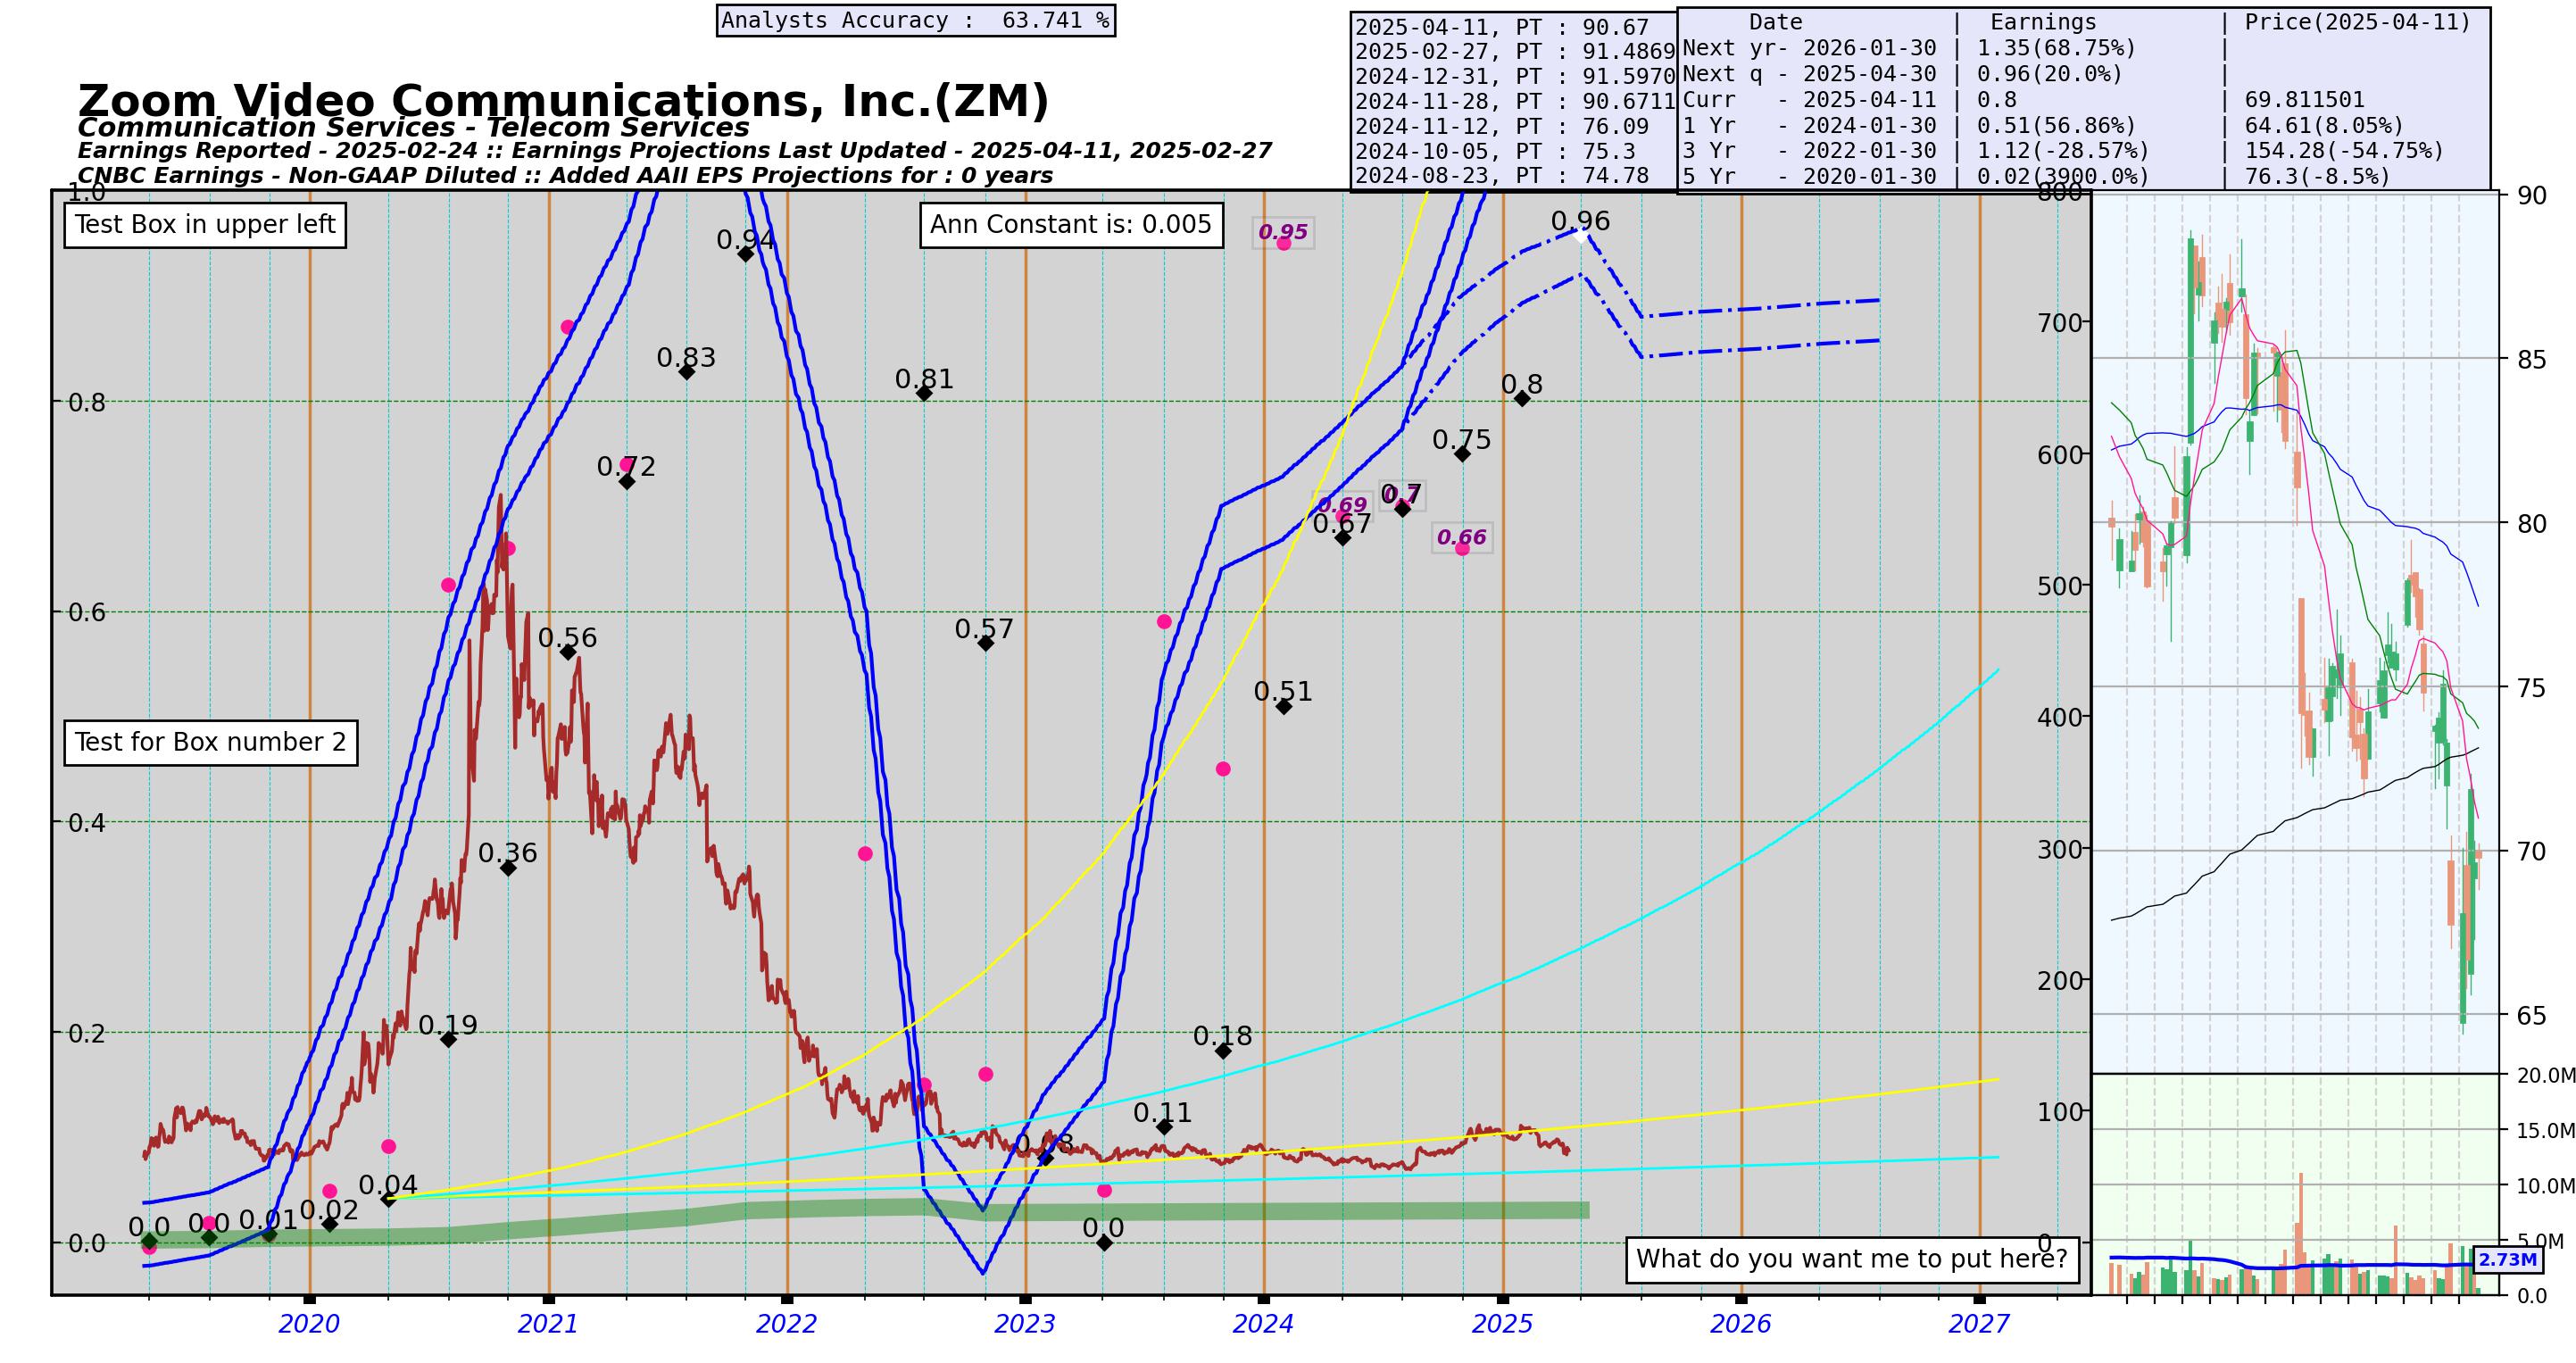 Analysts Accuracy :  63.741 %
Zoom Video Communications, Inc.(ZM)
Communication Services - Telecom Services
Earnings Reported - 2025-02-24 :: Earnings Projections Last Updated - 2025-04-11, 2025-02-27
CNBC Earnings - Non-GAAP Diluted :: Added AAII EPS Projections for : 0 years
2025-04-11, PT : 90.67
2025-02-27, PT : 91.4869
2024-12-31, PT : 91.5970
2024-11-28, PT : 90.6711
2024-11-12, PT : 76.09
2024-10-05, PT : 75.3
2024-08-23, PT : 74.78
Date | Earnings | Price(2025-04-11)
Next yr- 2026-01-30 | 1.35(68.75%) |
Next q - 2025-04-30 | 0.96(20.0%) |
Curr - 2025-04-11 | 0.8 | 69.811501
1 Yr - 2024-01-30 | 0.51(56.86%) | 64.61(8.05%)
3 Yr - 2022-01-30 | 1.12(-28.57%) | 154.28(-54.75%)
5 Yr - 2020-01-30 | 0.02(3900.0%) | 76.3(-8.5%)
Test Box in upper left
Ann Constant is: 0.005
Test for Box number 2
What do you want me to put here?
1.0
0.8
0.6
0.4
0.2
0.0
0.0
0.0
0.01
0.02
0.04
0.19
0.36
0.56
0.72
0.83
0.94
0.81
0.57
0.08
0.0
0.11
0.18
0.51
0.95
0.69
0.67
0.7
0.7
0.75
0.66
0.8
0.96
800
700
600
500
400
300
200
100
0
90
85
80
75
70
65
20.0M
15.0M
10.0M
5.0M
2.73M
0.0
2020
2021
2022
2023
2024
2025
2026
2027